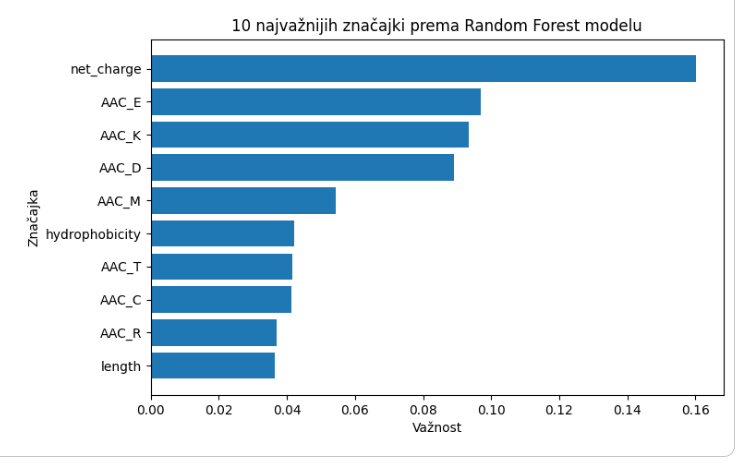 10 najvažnijih značajki prema Random Forest modelu
Značajka
net_charge
AAC_E
AAC_K
AAC_D
AAC_M
hydrophobicity
AAC_T
AAC_C
AAC_R
length
0.00 0.02 0.04 0.06 0.08 0.10 0.12 0.14 0.16
Važnost